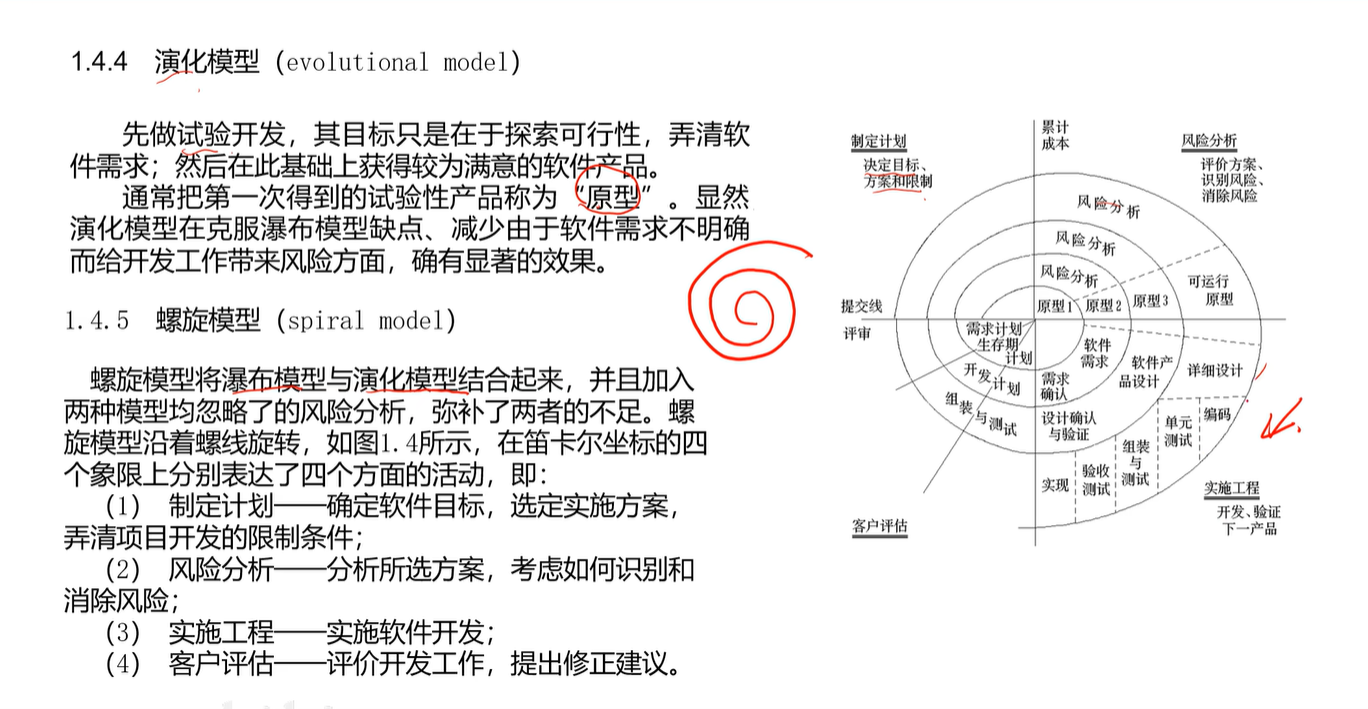 1.4.4 演化模型（evolutional model）
先做试验开发，其目标只是在于探索可行性，弄清软
件需求；然后在此基础上获得较为满意的软件产品。
通常把第一次得到的试验性产品称为“原型”。显然
演化模型在克服瀑布模型缺点、减少由于软件需求不明确
而给开发工作带来风险方面，确有显著的效果。
1.4.5 螺旋模型（spiral model）
螺旋模型将瀑布模型与演化模型结合起来，并且加入
两种模型均忽略了的风险分析，弥补了两者的不足。螺
旋模型沿着螺线旋转，如图1.4所示，在笛卡尔坐标的四
个象限上分别表达了四个方面的活动，即：
（1） 制定计划——确定软件目标，选定实施方案，
弄清项目开发的限制条件；
（2） 风险分析——分析所选方案，考虑如何识别和
消除风险；
（3） 实施工程——实施软件开发；
（4） 客户评估——评价开发工作，提出修正建议。
累计
成本
制定计划
决定目标、
方案和限制
风险分析
评价方案、
识别风险、
消除风险
风险分析
风险分析
风险分析
原型1
原型2
原型3
可运行
原型
提交线
评审
需求计划
生存期
计划
开发计划
组装与测试
软件
需求
需求
确认
软件产
品设计
详细设计
设计确认
与验证
实现
验收
测试
组装
与
测试
单元
测试
编码
实施工程
开发、验证
下一产品
客户评估